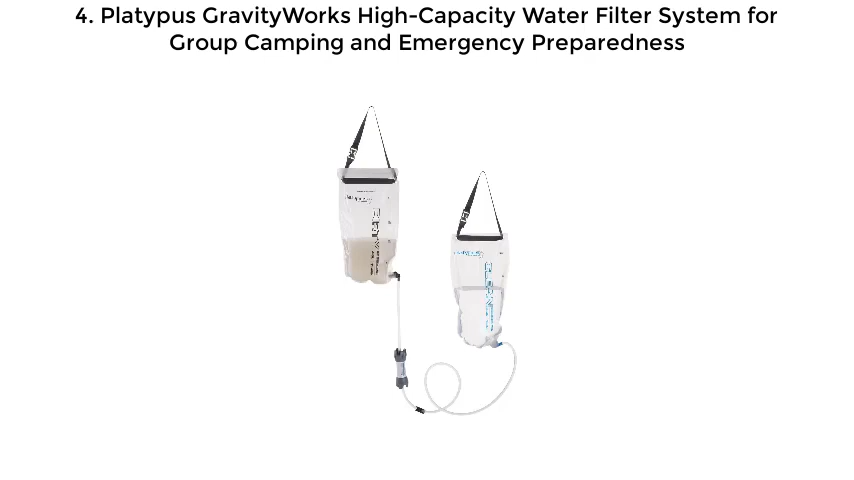 4. Platypus GravityWorks High-Capacity Water Filter System for
Group Camping and Emergency Preparedness